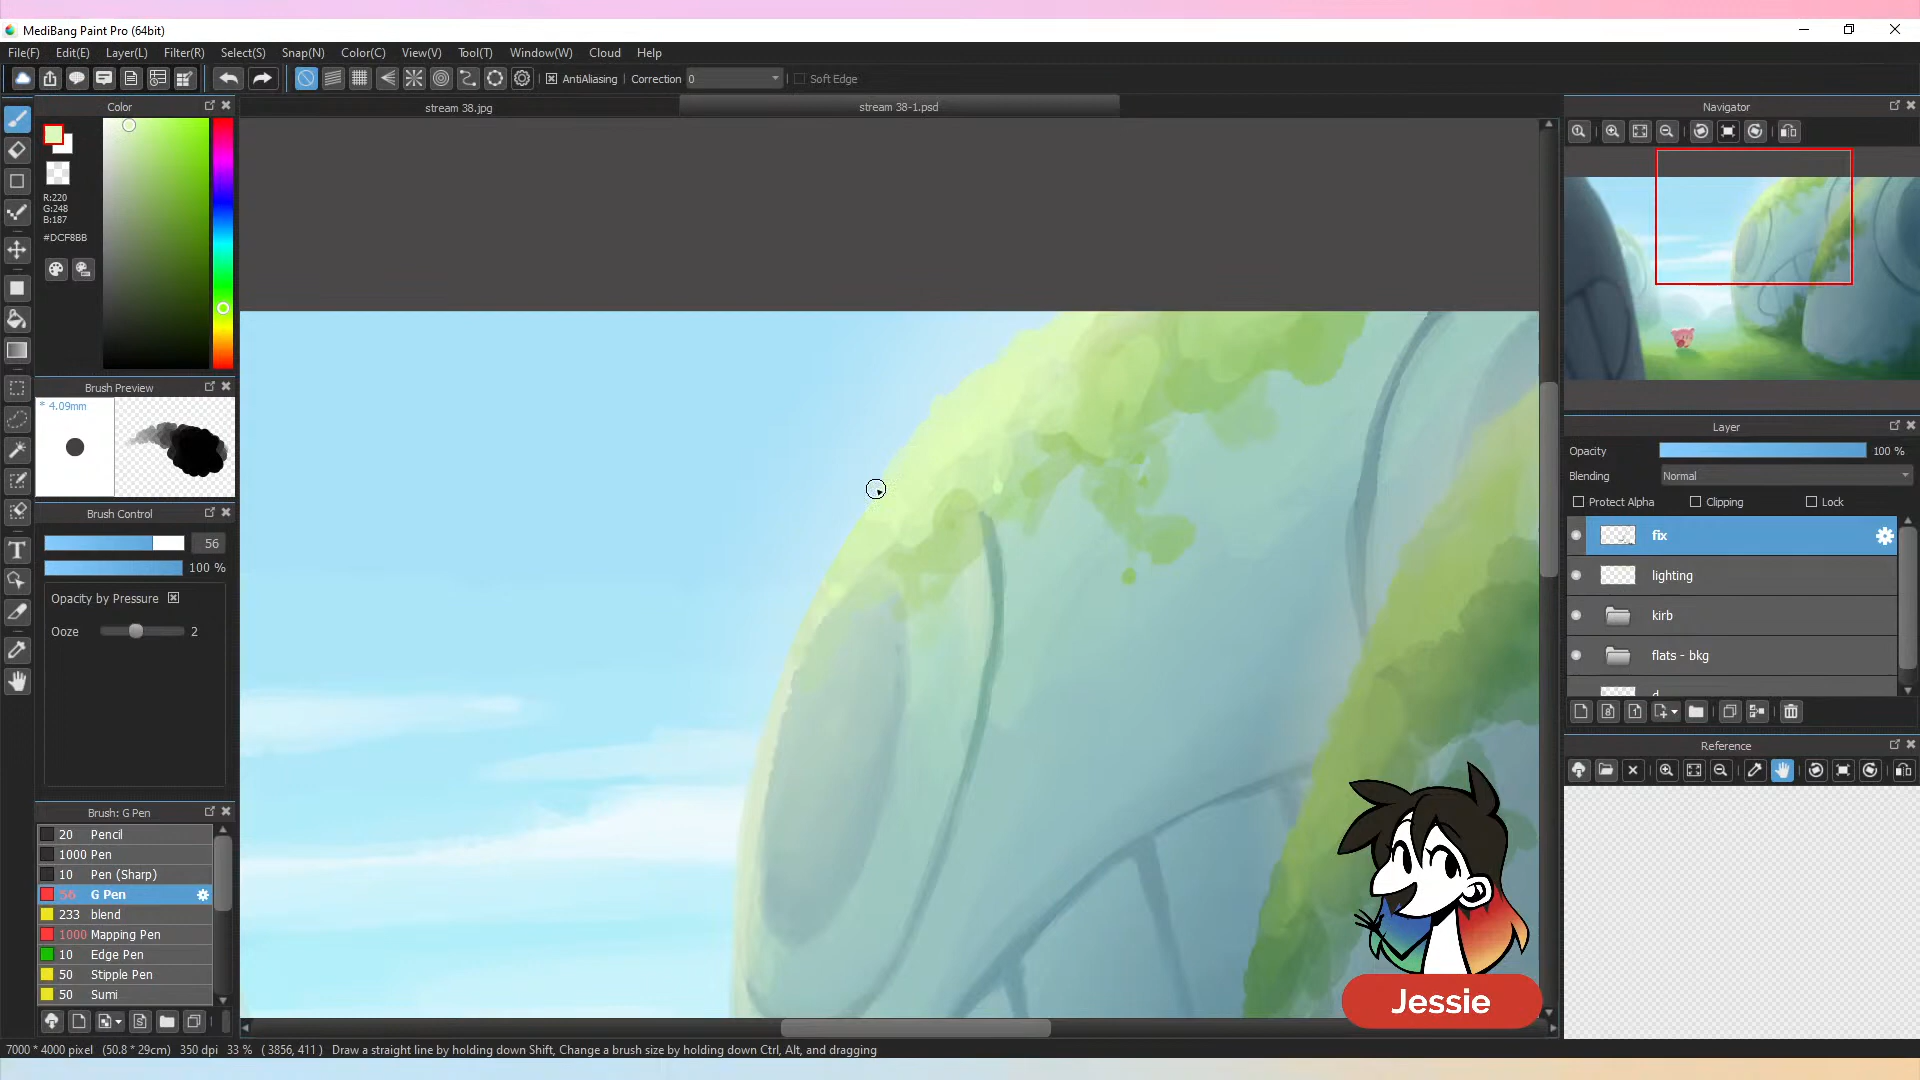 MediBang Paint Pro (64bit)
File(F) Edit(E) Layer(L) Filter(R) Select(S) Snap(N) Color(C) View(V) Tool(T) Window(W) Cloud Help
AntiAliasing Correction 0 Soft Edge
Color
stream 38.jpg
stream 38-1.psd
Navigator
R:220
G:248
B:187
#DCF8BB
Brush Preview
* 4.09mm
Brush Control
56
100 %
Opacity by Pressure
Ooze 2
Brush: G Pen
20 Pencil
1000 Pen
10 Pen (Sharp)
56 G Pen
233 blend
1000 Mapping Pen
10 Edge Pen
50 Stipple Pen
50 Sumi
Layer
Opacity 100 %
Blending Normal
Protect Alpha Clipping Lock
fix
lighting
kirb
flats - bkg
Reference
Jessie
7000 * 4000 pixel (50.8 * 29cm) 350 dpi 33 % ( 3856, 411 ) Draw a straight line by holding down Shift, Change a brush size by holding down Ctrl, Alt, and dragging